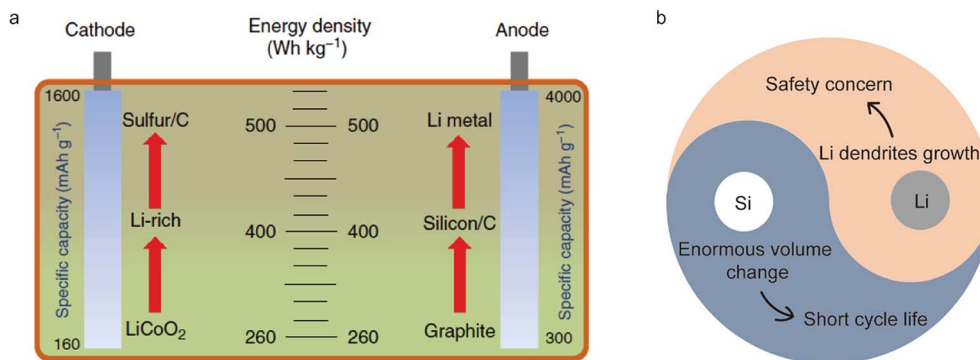 a
Cathode
Energy density
(Wh kg⁻¹)
Anode
1600
Specific capacity (mAh g⁻¹)
160
Sulfur/C
Li-rich
LiCoO₂
500 500
400 400
260 260
Li metal
Silicon/C
Graphite
4000
Specific capacity (mAh g⁻¹)
300
b
Safety concern
Li dendrites growth
Li
Si
Enormous volume
change
Short cycle life